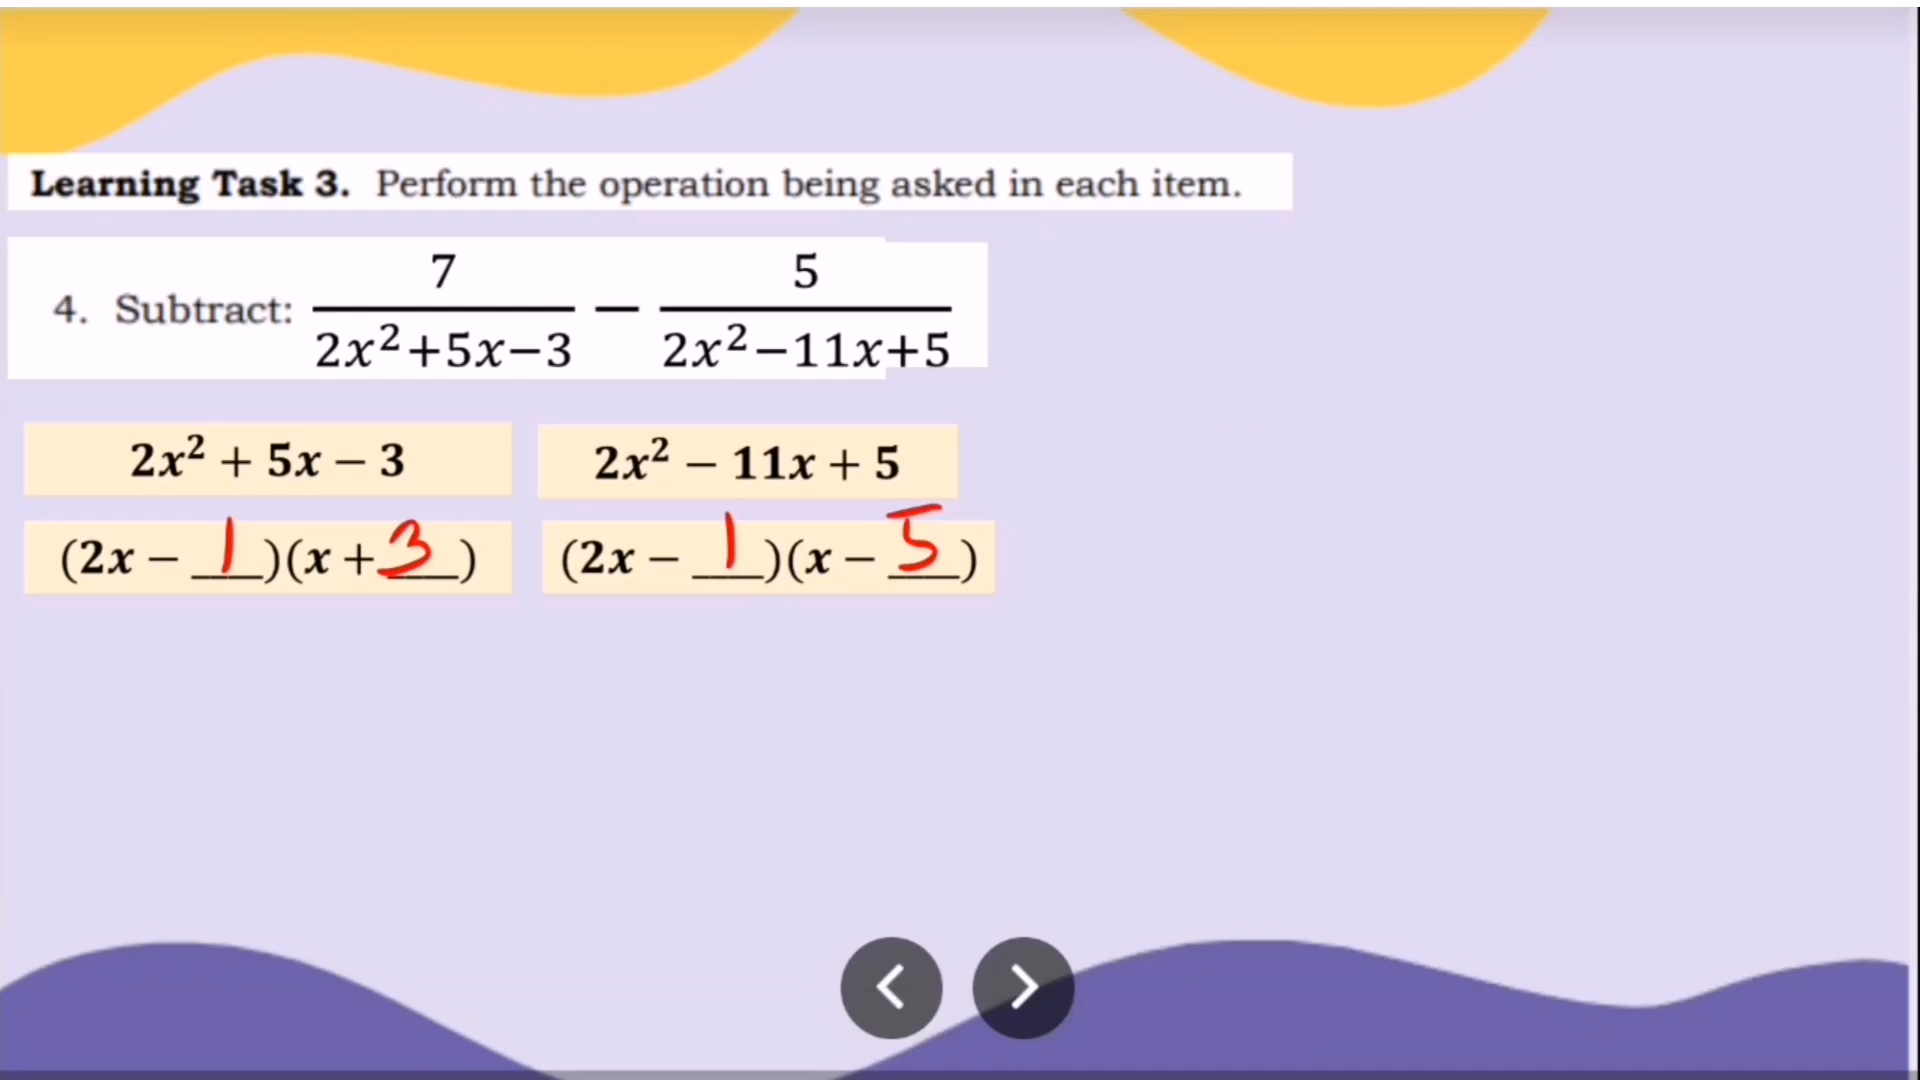 Learning Task 3. Perform the operation being asked in each item.
4. Subtract: 7/(2x²+5x−3) − 5/(2x²−11x+5)
2x² + 5x − 3
2x² − 11x + 5
(2x − 1)(x + 3)
(2x − 1)(x − 5)